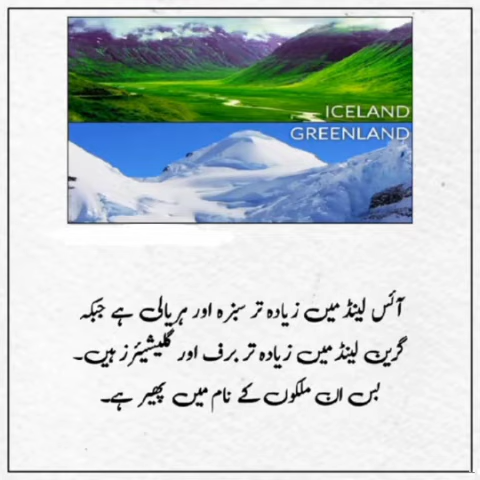 ICELAND
GREENLAND
آئس لینڈ میں زیادہ تر سبزہ اور ہریالی ہے جبکہ
گرین لینڈ میں زیادہ تر برف اور گلیشیئرز ہیں۔
بس ان ملکوں کے نام میں پھیر ہے۔